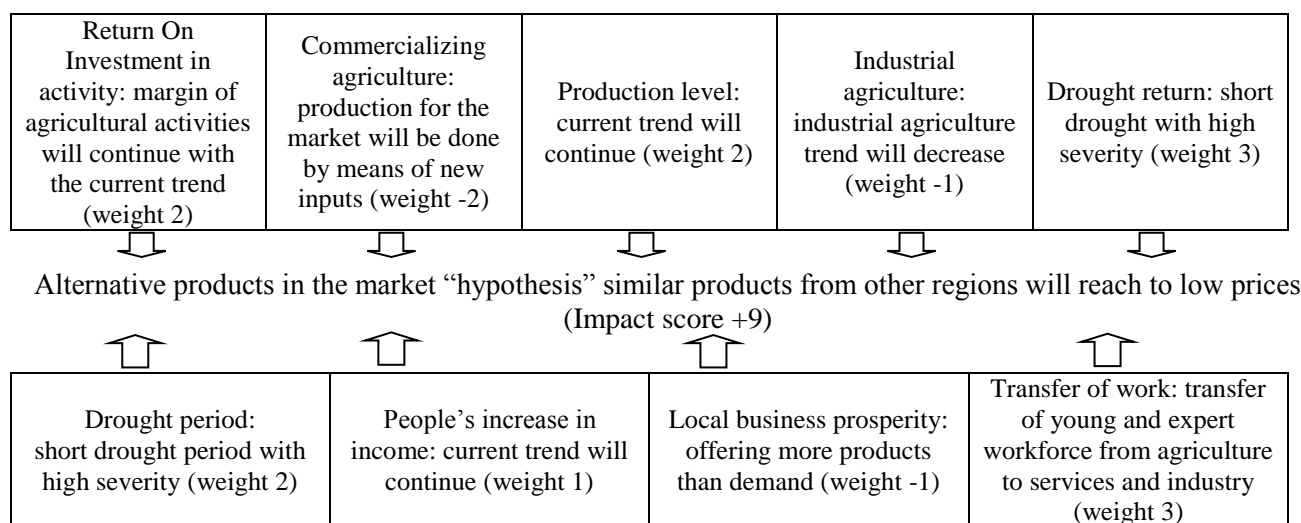 Return On
Investment in
activity: margin of
agricultural activities
will continue with
the current trend
(weight 2)
Commercializing
agriculture:
production for the
market will be done
by means of new
inputs (weight -2)
Production level:
current trend will
continue (weight 2)
Industrial
agriculture:
industrial agriculture
trend will decrease
(weight -1)
Drought return: short
drought with high
severity (weight 3)
Alternative products in the market “hypothesis” similar products from other regions will reach to low prices
(Impact score +9)
Drought period:
short drought period with
high severity (weight 2)
People’s increase in
income: current trend will
continue (weight 1)
Local business prosperity:
offering more products
than demand (weight -1)
Transfer of work: transfer
of young and expert
workforce from agriculture
to services and industry
(weight 3)